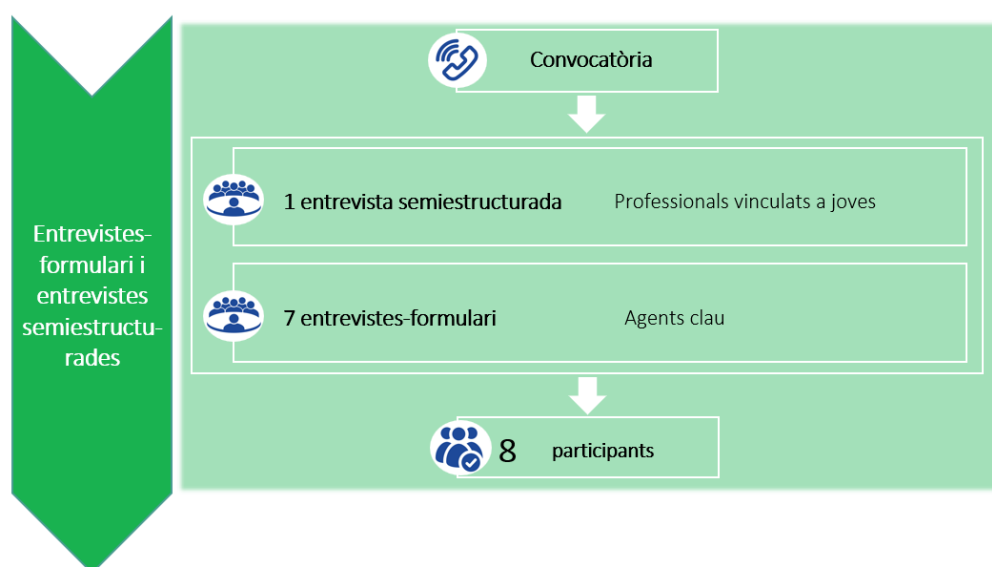 Convocatòria
Entrevistes-
formulari i
entrevistes
semiestructu-
rades
1 entrevista semiestructurada Professionals vinculats a joves
7 entrevistes-formulari Agents clau
8 participants